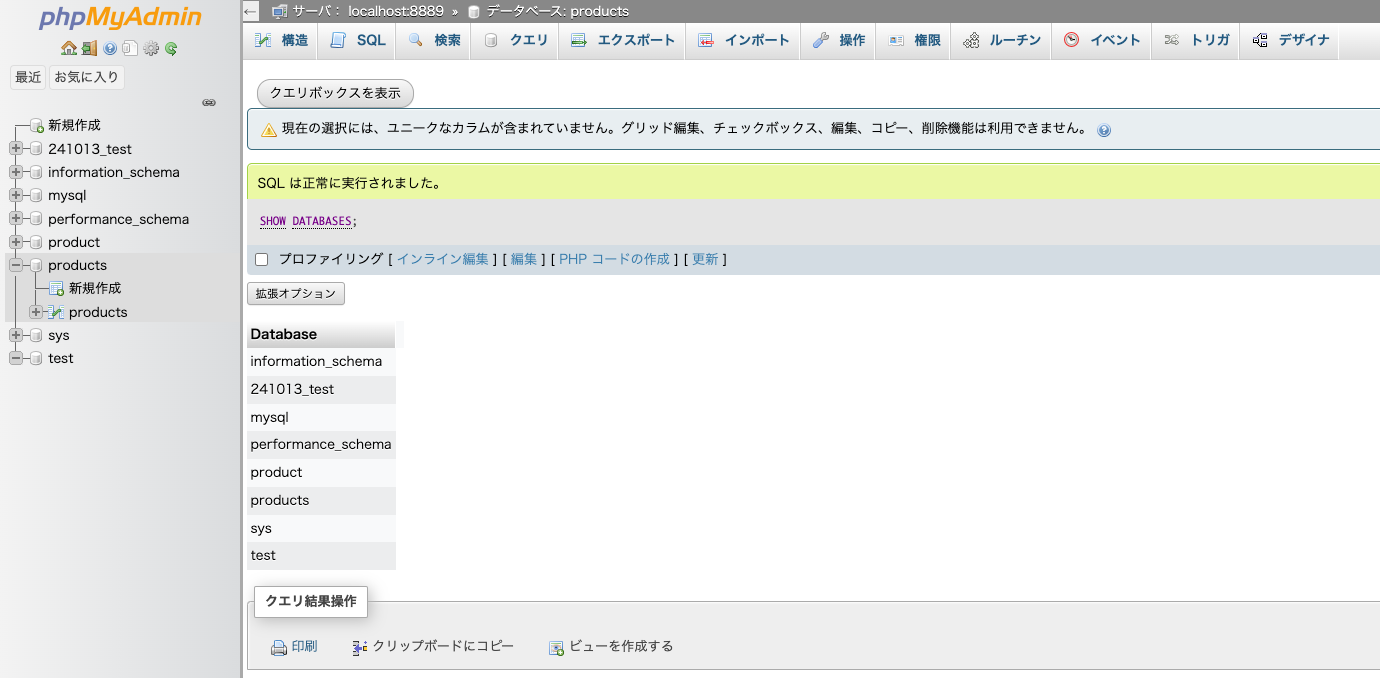 phpMyAdmin
最近 お気に入り
新規作成
241013_test
information_schema
mysql
performance_schema
product
products
新規作成
products
sys
test
サーバ: localhost:8889 » データベース: products
構造 SQL 検索 クエリ エクスポート インポート 操作 権限 ルーチン イベント トリガ デザイナ
クエリボックスを表示
現在の選択には、ユニークなカラムが含まれていません。グリッド編集、チェックボックス、編集、コピー、削除機能は利用できません。
SQL は正常に実行されました。
SHOW DATABASES;
プロファイリング [ インライン編集 ] [ 編集 ] [ PHP コードの作成 ] [ 更新 ]
拡張オプション
Database
information_schema
241013_test
mysql
performance_schema
product
products
sys
test
クエリ結果操作
印刷 クリップボードにコピー ビューを作成する